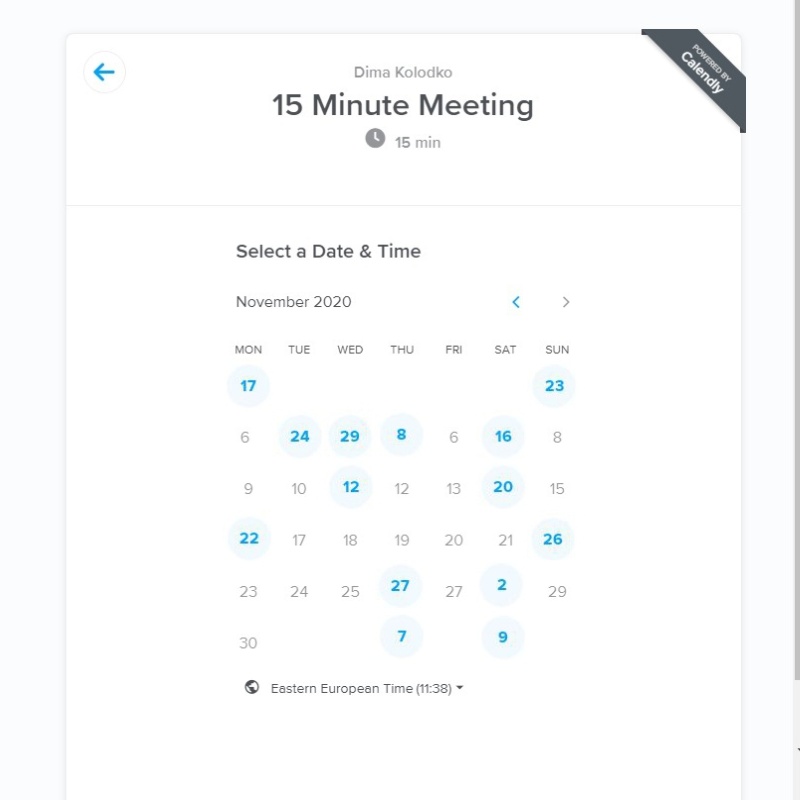 POWERED BY
Calendly
Dima Kolodko
15 Minute Meeting
15 min
Select a Date & Time
November 2020
MON TUE WED THU FRI SAT SUN
17 23
6 24 29 8 6 16 8
9 10 12 12 13 20 15
22 17 18 19 20 21 26
23 24 25 27 27 2 29
30 7 9
Eastern European Time (11:38)